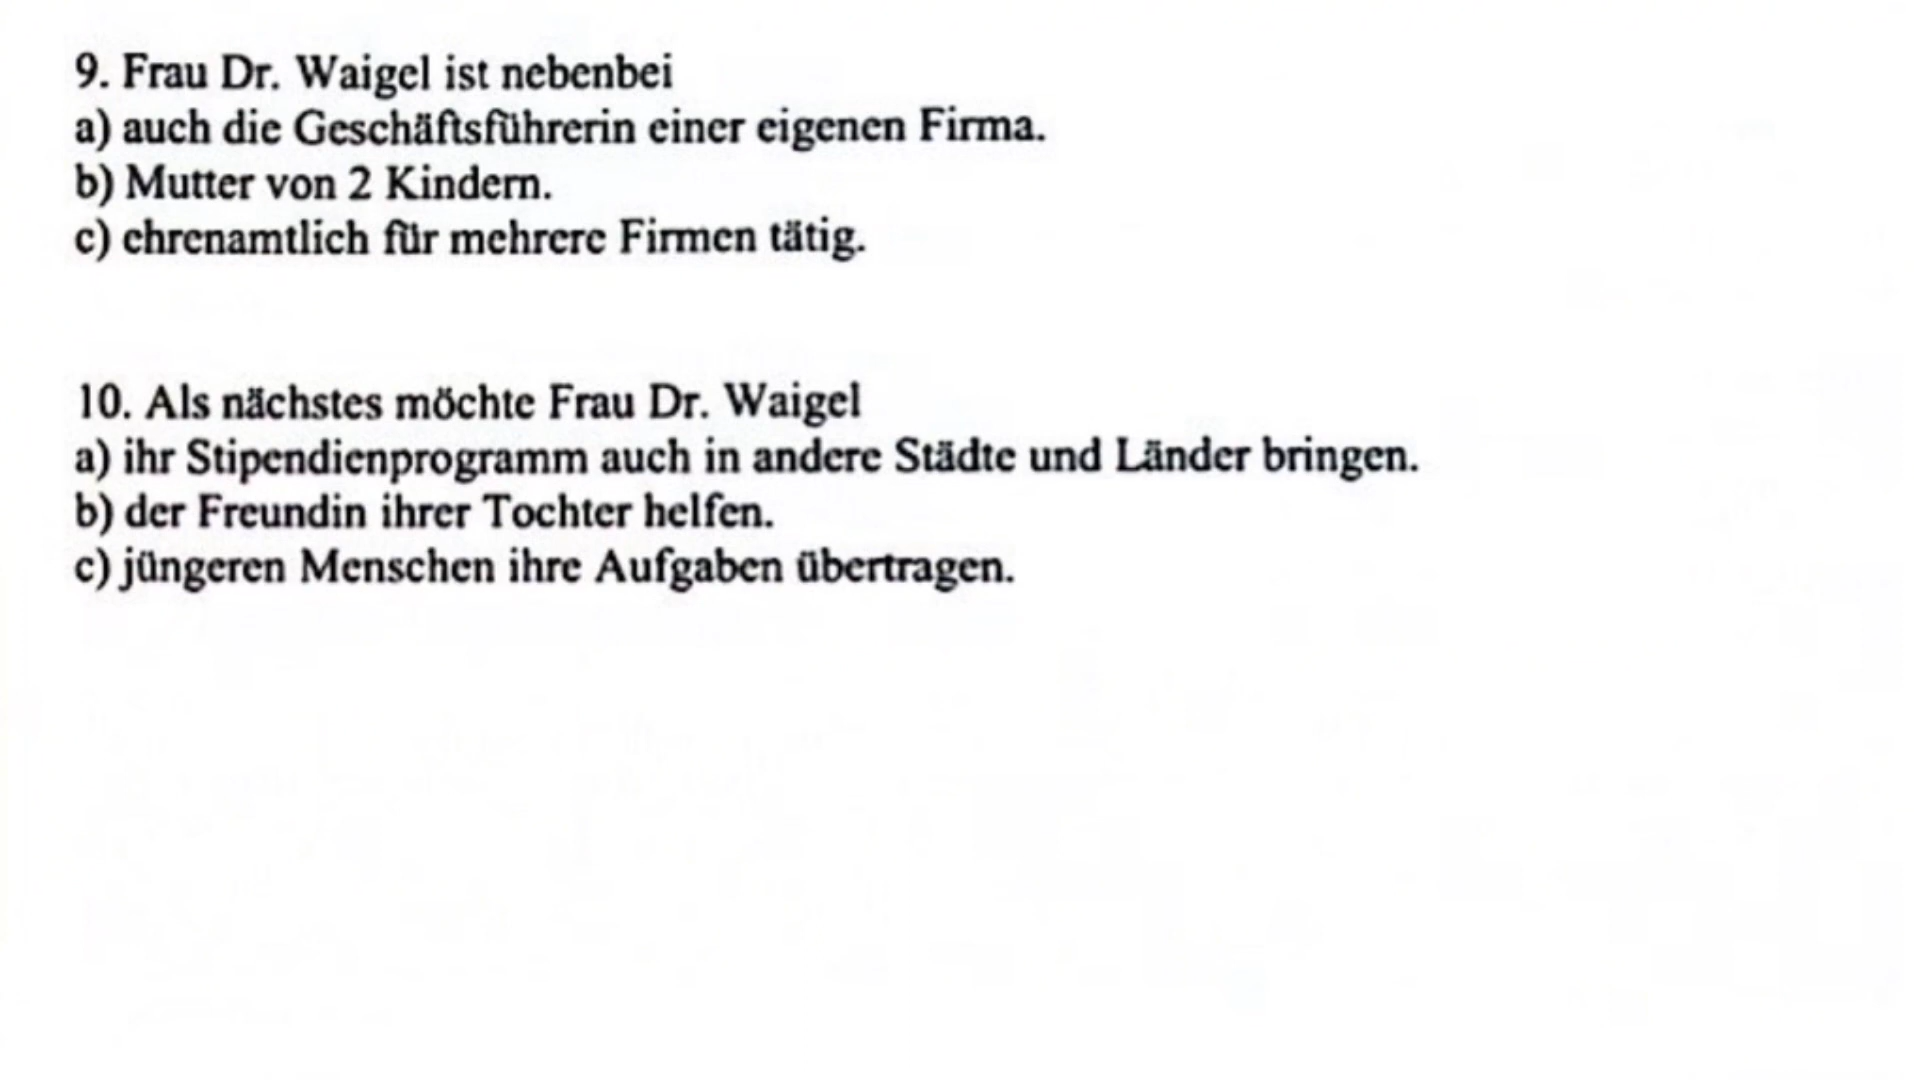 9. Frau Dr. Waigel ist nebenbei
a) auch die Geschäftsführerin einer eigenen Firma.
b) Mutter von 2 Kindern.
c) ehrenamtlich für mehrere Firmen tätig.
10. Als nächstes möchte Frau Dr. Waigel
a) ihr Stipendienprogramm auch in andere Städte und Länder bringen.
b) der Freundin ihrer Tochter helfen.
c) jüngeren Menschen ihre Aufgaben übertragen.